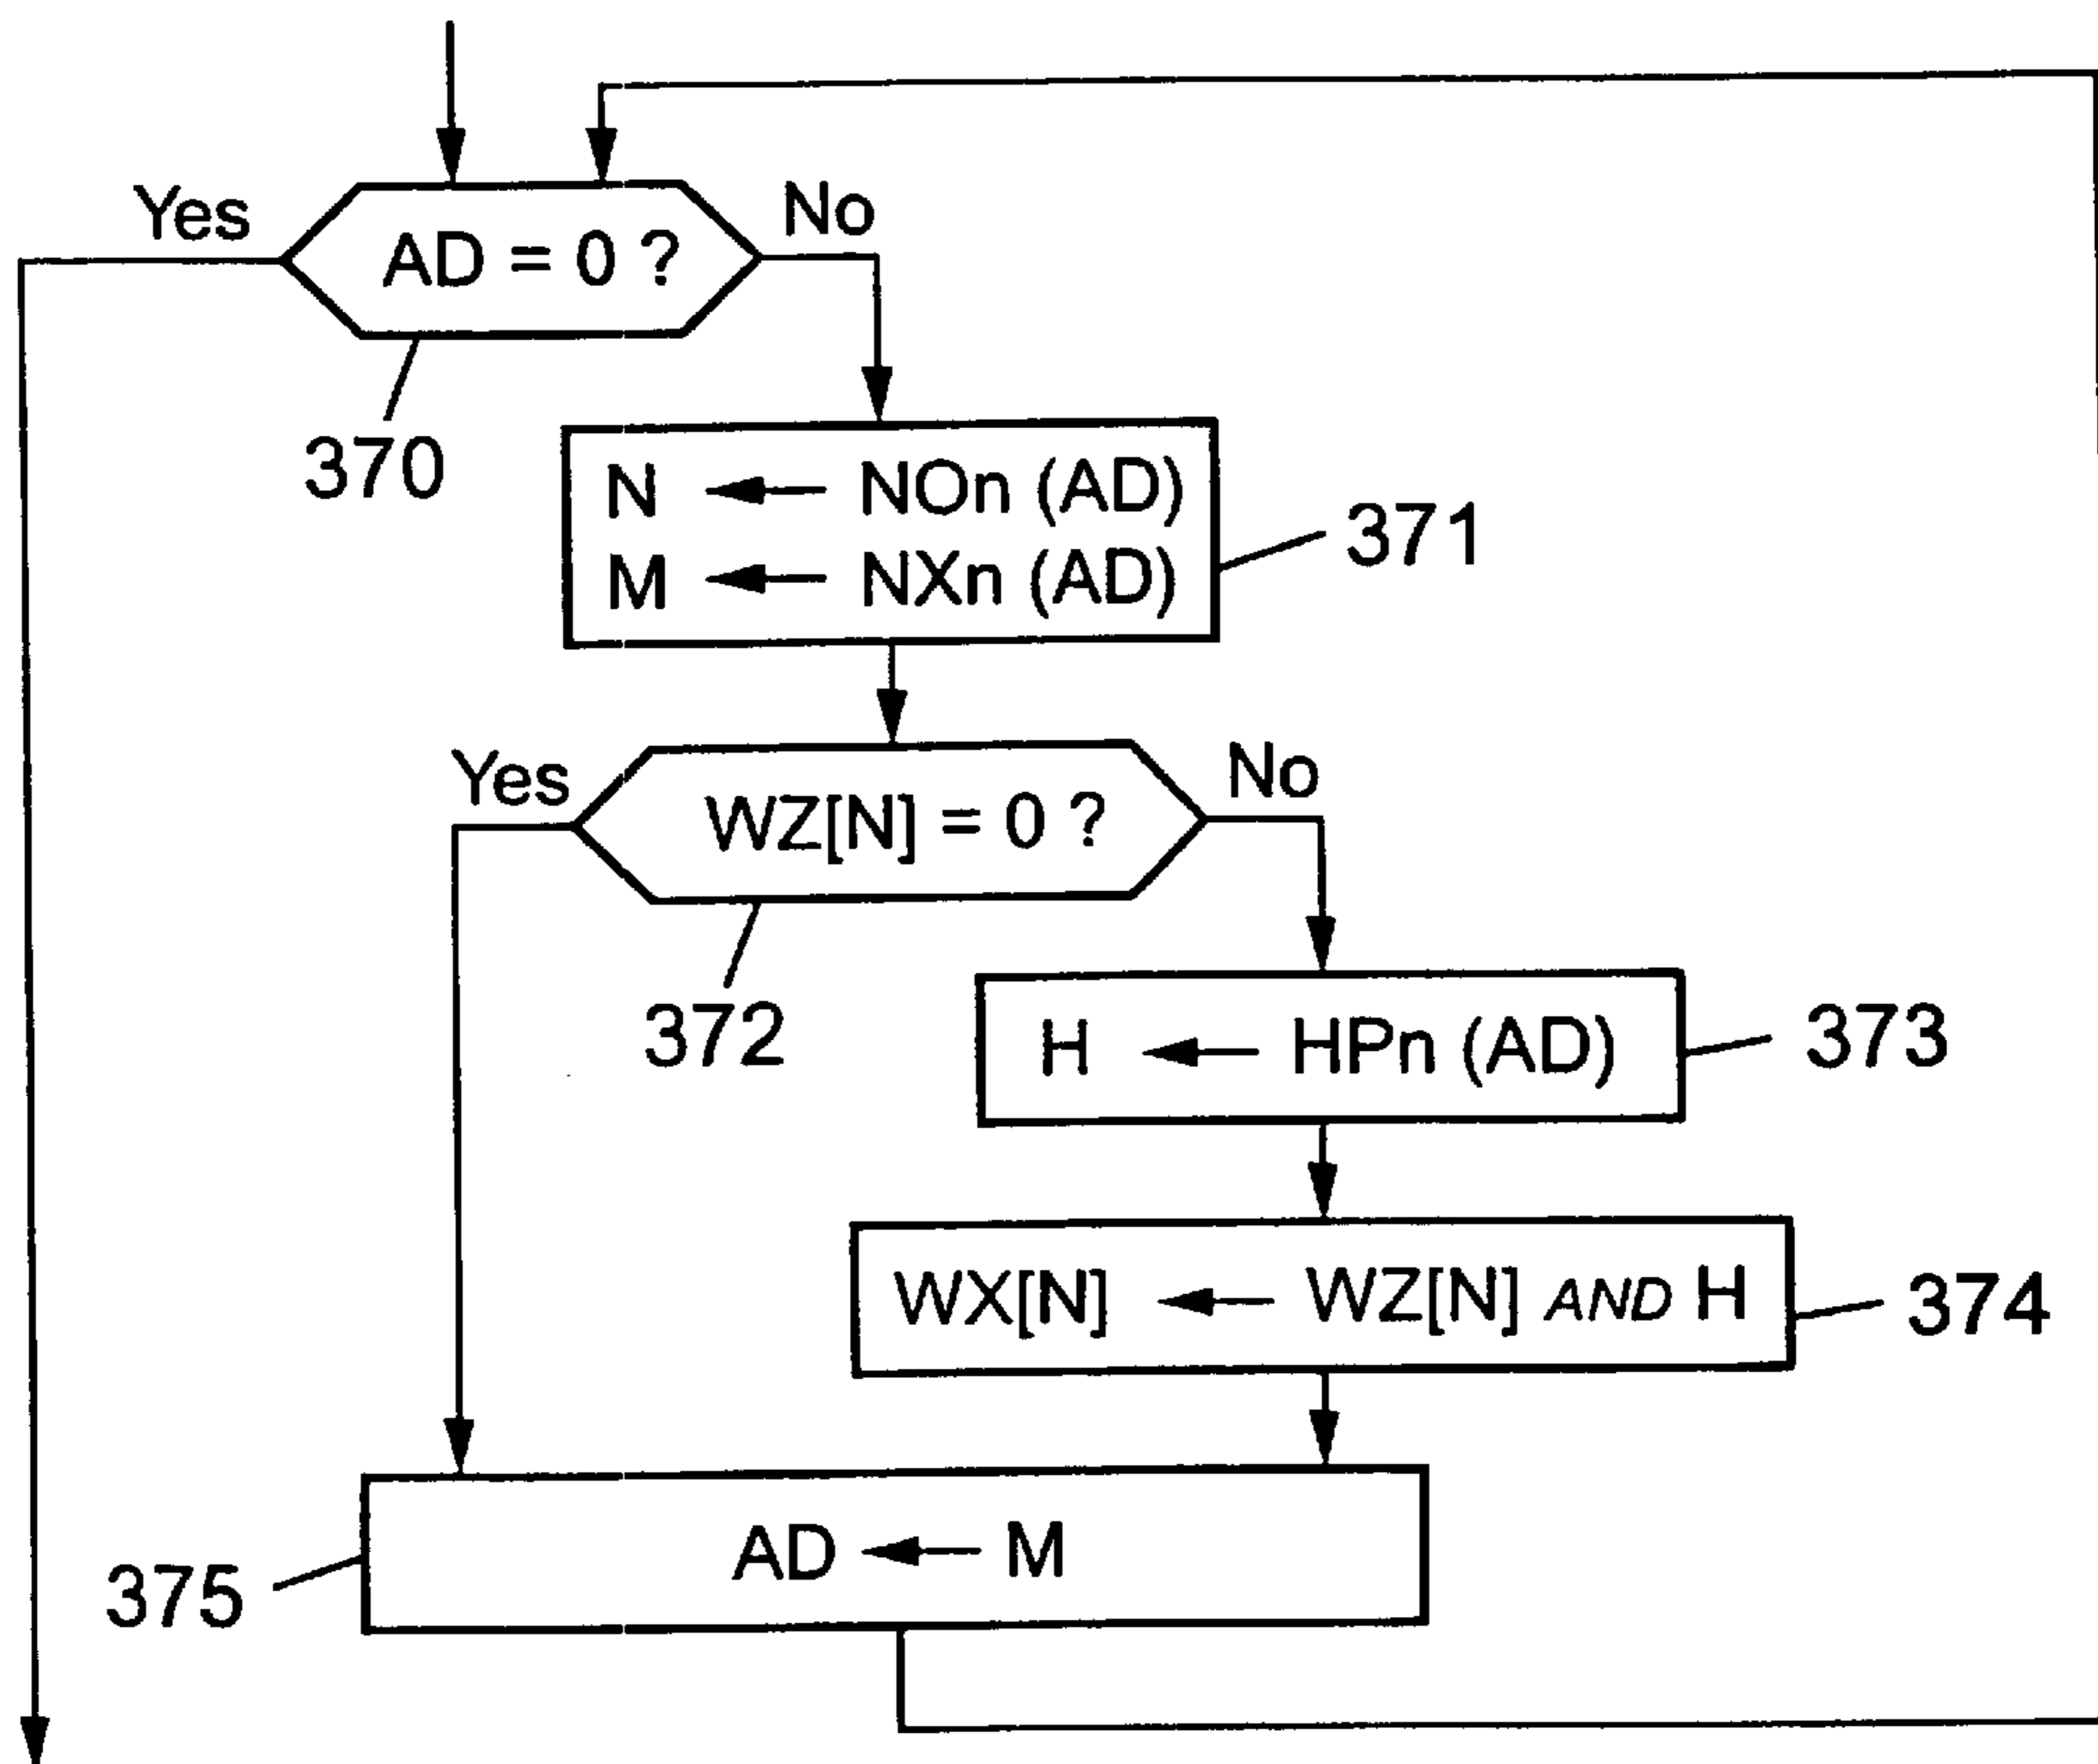 Yes
No
AD = 0 ?
370
N ← NOn (AD)
M ← NXn (AD)
371
Yes
No
WZ[N] = 0 ?
372
H ← HPn (AD)
373
WX[N] ← WZ[N] AND H
374
AD ← M
375